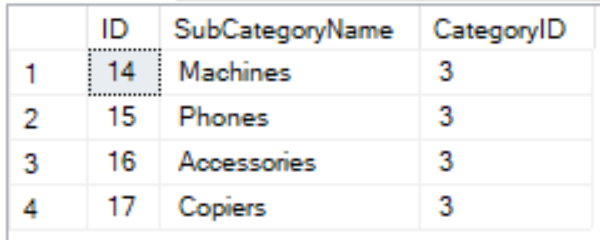 ID SubCategoryName CategoryID
1 14 Machines 3
2 15 Phones 3
3 16 Accessories 3
4 17 Copiers 3